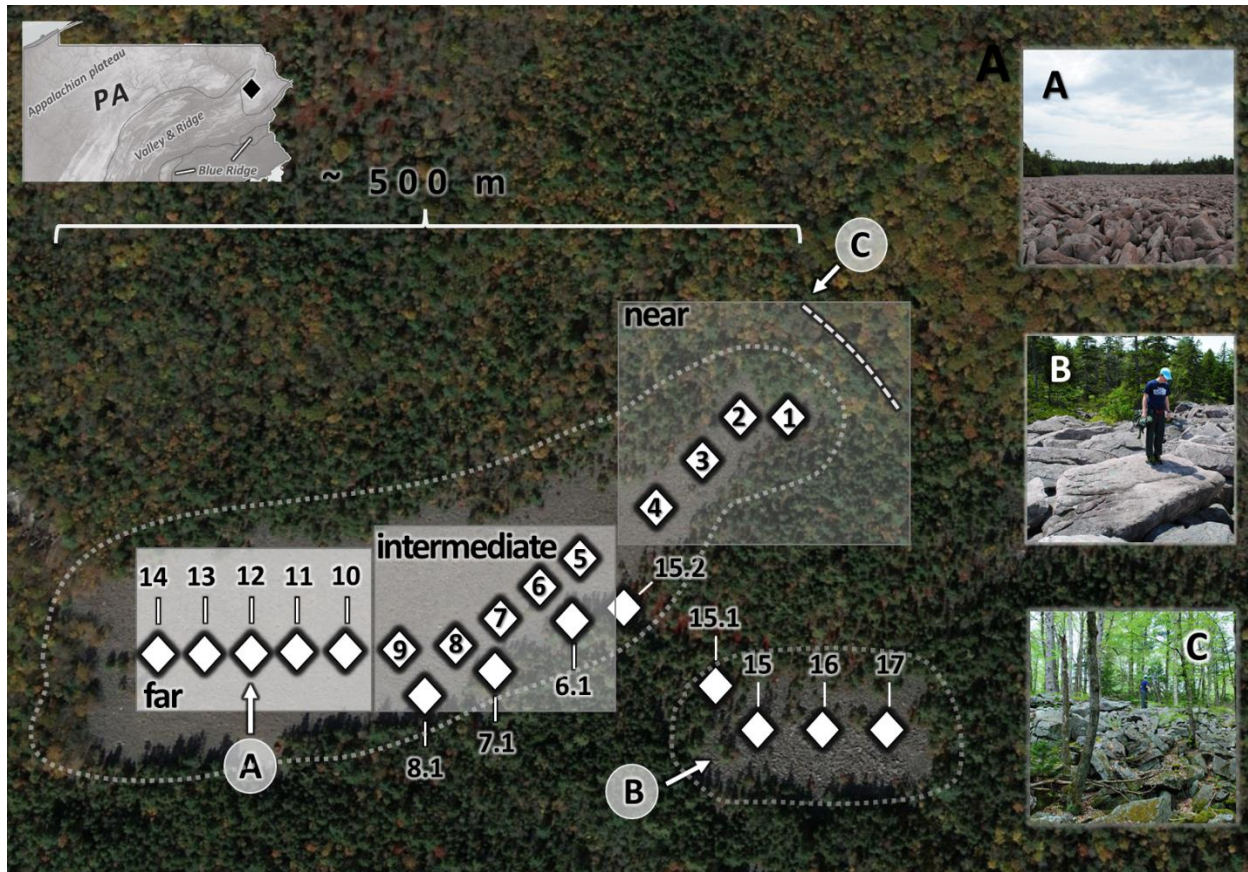 Appalachian plateau
PA
Valley & Ridge
Blue Ridge
~ 500 m
A
A
C
near
2 1
3
4
B
intermediate
5
15.2
14 13 12 11 10
6
15.1
7
9 8
15 16 17
far
6.1
C
A
8.1
7.1
B